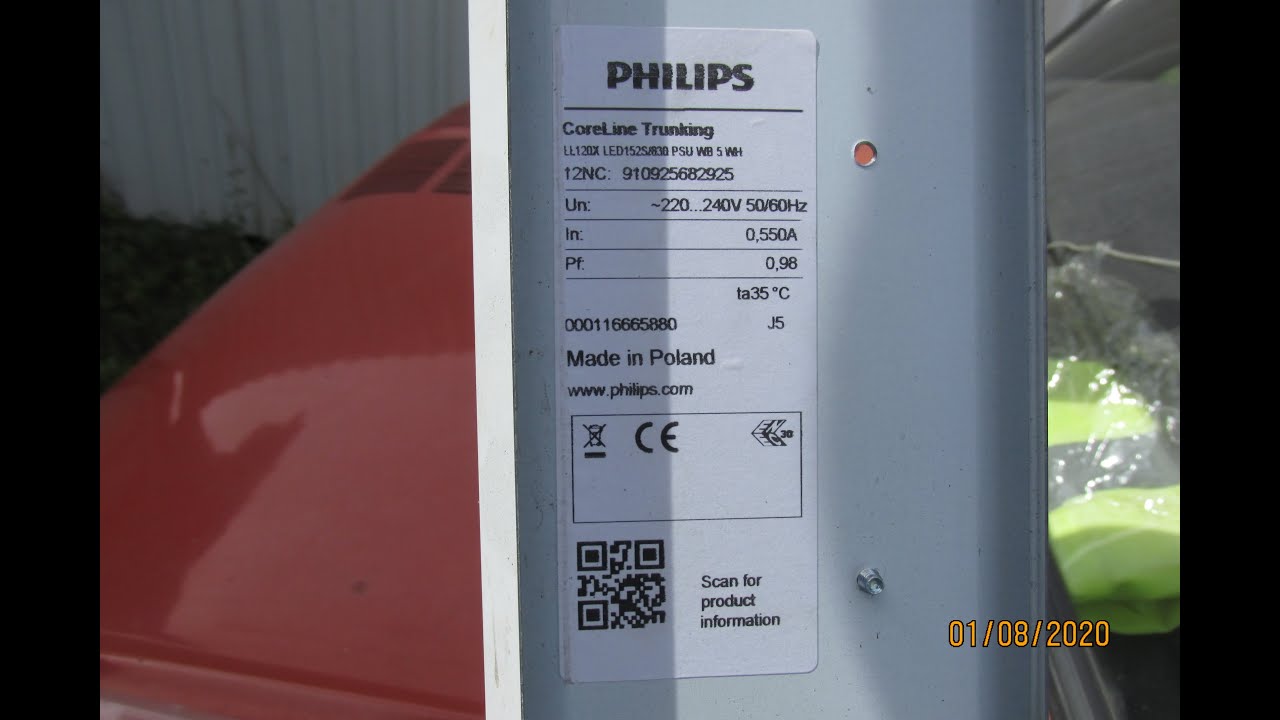 PHILIPS
CoreLine Trunking
LL120X LED152S/830 PSU WB 5 WH
12NC: 910925682925
Un: ~220...240V 50/60Hz
In: 0,550A
Pf: 0,98
ta35 °C
000116665880 J5
Made in Poland
www.philips.com
CE
Scan for
product
information
01/08/2020